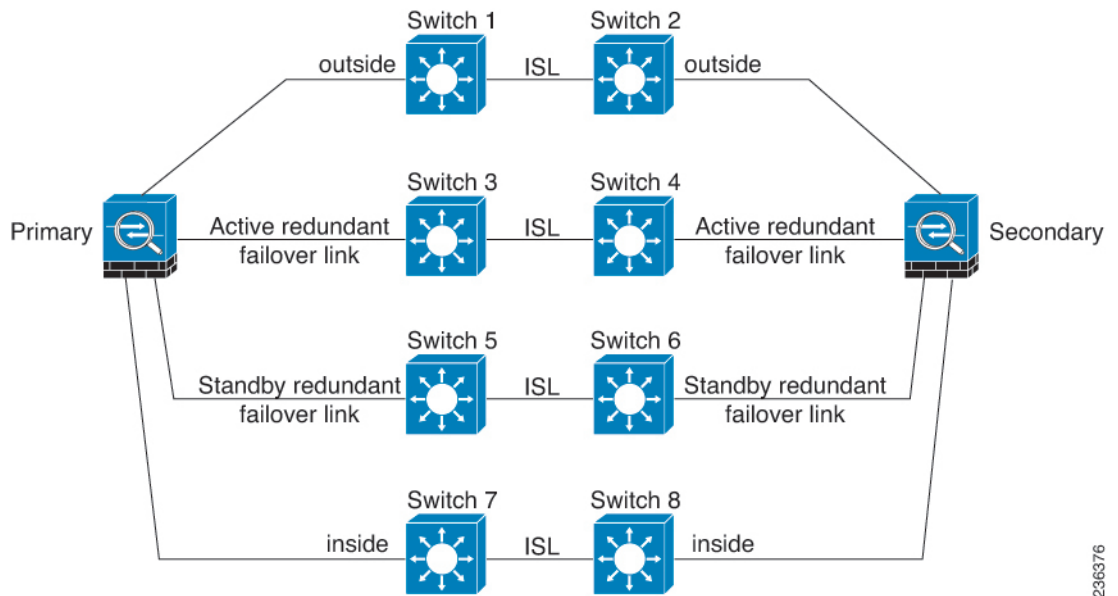 Switch 1
Switch 2
outside
ISL
outside
Switch 3
Switch 4
Primary
Active redundant
failover link
ISL
Active redundant
failover link
Secondary
Switch 5
Switch 6
Standby redundant
failover link
ISL
Standby redundant
failover link
Switch 7
Switch 8
inside
ISL
inside
236376